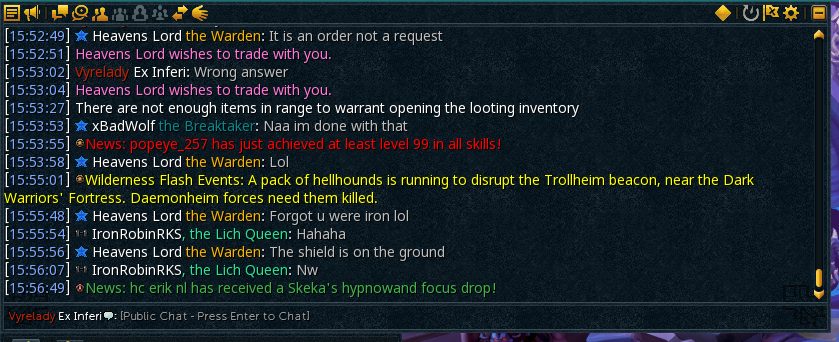 [15:52:49] Heavens Lord the Warden: It is an order not a request
[15:52:51] Heavens Lord wishes to trade with you.
[15:53:02] Vyrelady Ex Inferi: Wrong answer
[15:53:04] Heavens Lord wishes to trade with you.
[15:53:27] There are not enough items in range to warrant opening the looting inventory
[15:53:53] xBadWolf the Breaktaker: Naa im done with that
[15:53:55] News: popeye_257 has just achieved at least level 99 in all skills!
[15:53:58] Heavens Lord the Warden: Lol
[15:55:01] Wilderness Flash Events: A pack of hellhounds is running to disrupt the Trollheim beacon, near the Dark
Warriors' Fortress. Daemonheim forces need them killed.
[15:55:48] Heavens Lord the Warden: Forgot u were iron lol
[15:55:54] IronRobinRKS, the Lich Queen: Hahaha
[15:55:56] Heavens Lord the Warden: The shield is on the ground
[15:56:07] IronRobinRKS, the Lich Queen: Nw
[15:56:49] News: hc erik nl has received a Skeka's hypnowand focus drop!
Vyrelady Ex Inferi: [Public Chat - Press Enter to Chat]